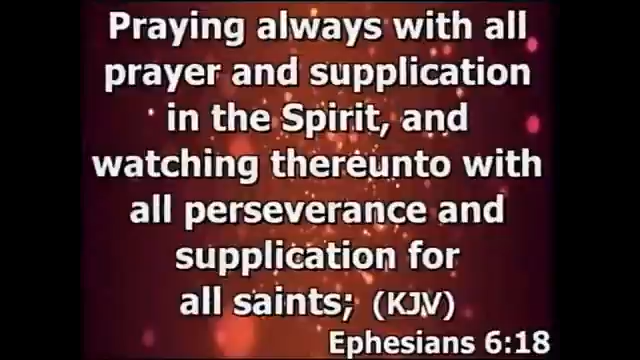 Praying always with all
prayer and supplication
in the Spirit, and
watching thereunto with
all perseverance and
supplication for
all saints; (KJV)
Ephesians 6:18